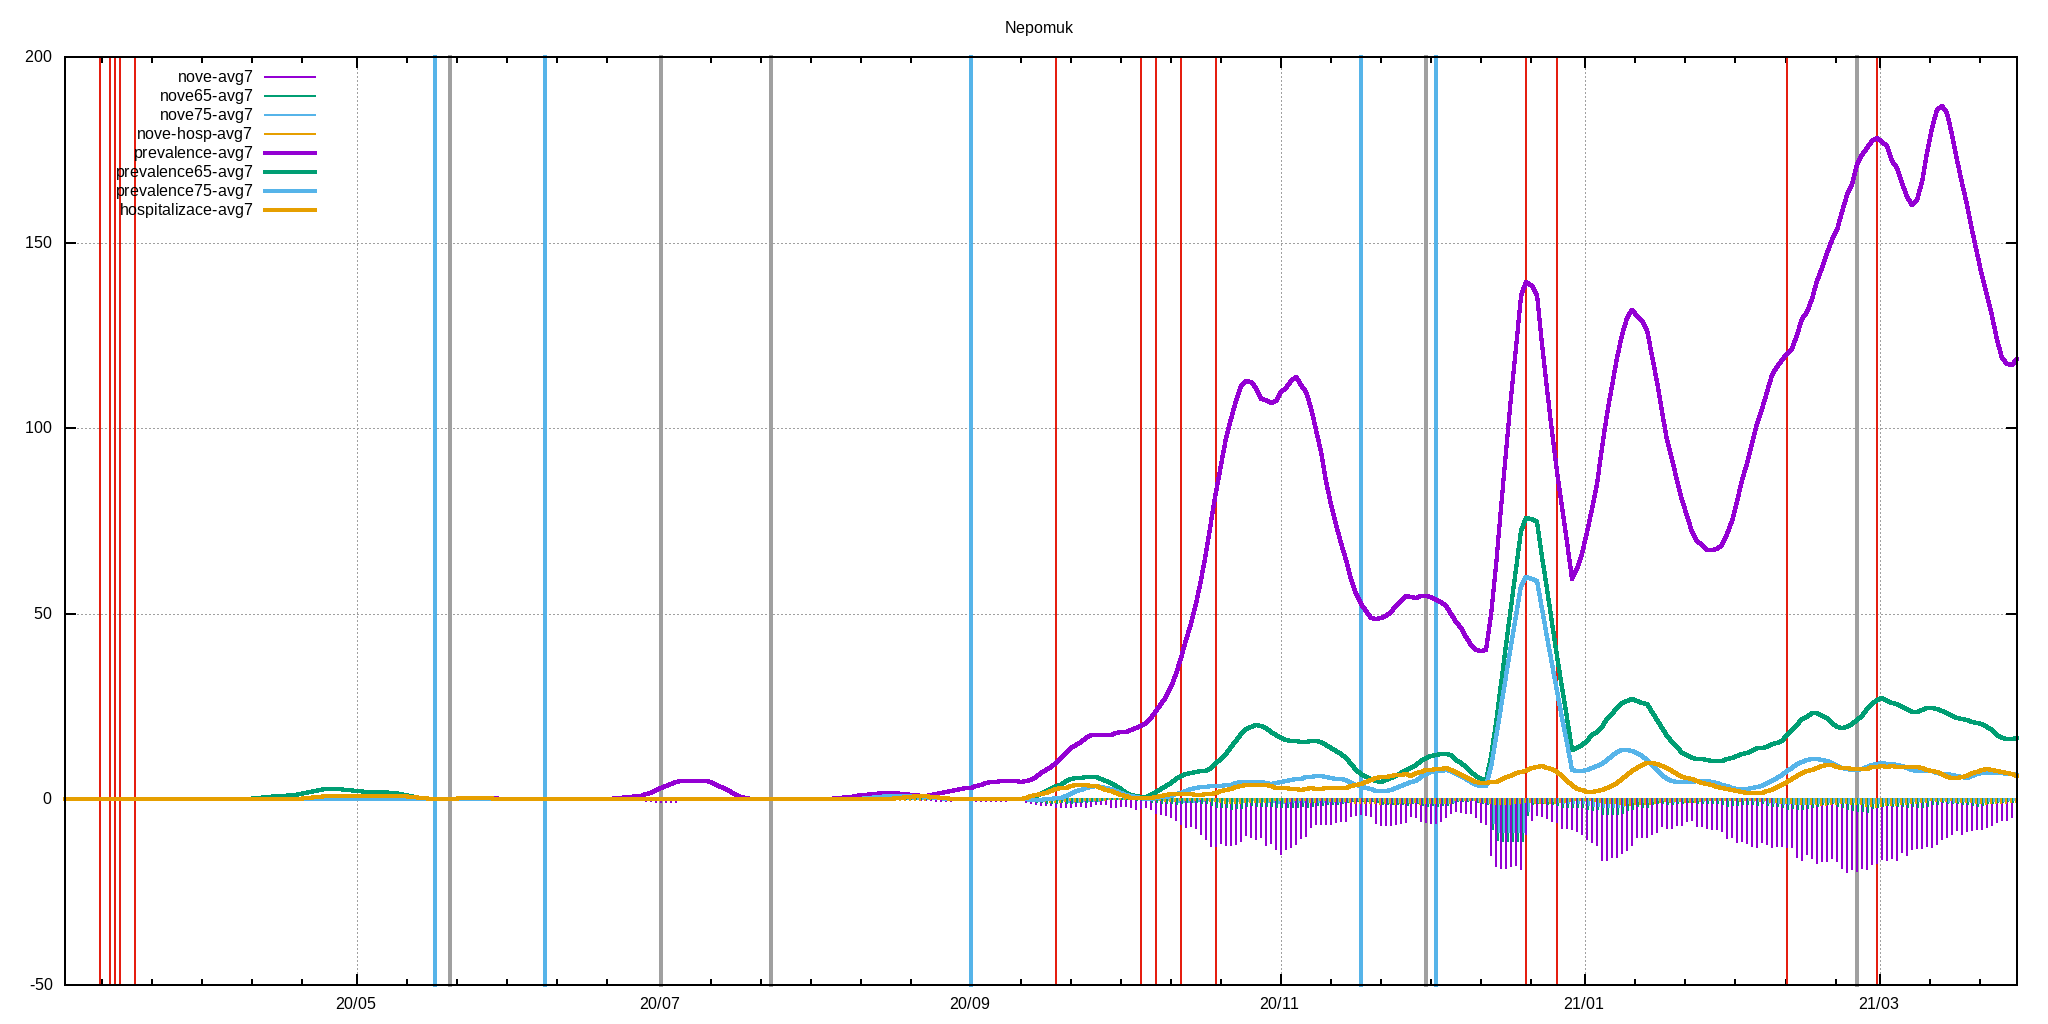 Nepomuk
200
150
100
50
0
-50
nove-avg7
nove65-avg7
nove75-avg7
nove-hosp-avg7
prevalence-avg7
prevalence65-avg7
prevalence75-avg7
hospitalizace-avg7
20/05
20/07
20/09
20/11
21/01
21/03